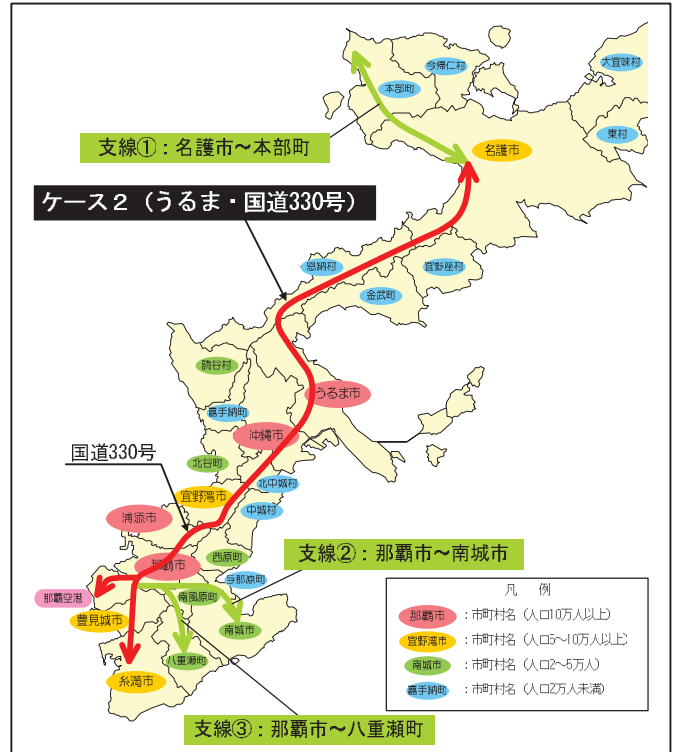 今帰仁村
大宜味村
本部町
東村
支線①：名護市～本部町
名護市
ケース２（うるま・国道330号）
恩納村
宜野座村
金武町
読谷村
うるま市
嘉手納町
沖縄市
国道330号
北谷町
北中城村
宜野湾市
中城村
浦添市
西原町
支線②：那覇市～南城市
那覇市
与那原町
那覇空港
南風原町
豊見城市
南城市
八重瀬町
糸満市
支線③：那覇市～八重瀬町
凡　例
那覇市：市町村名（人口10万人以上）
宜野湾市：市町村名（人口5～10万人以上）
南城市：市町村名（人口2～5万人）
嘉手納町：市町村名（人口2万人未満）